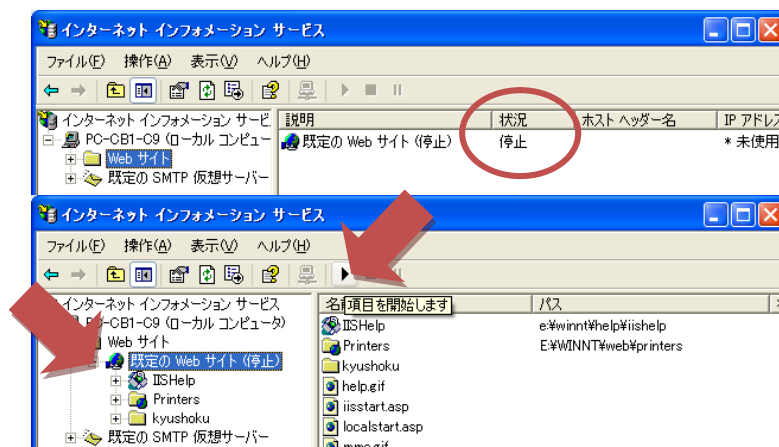 インターネット インフォメーション サービス
ファイル(F) 操作(A) 表示(V) ヘルプ(H)
インターネット インフォメーション サービ
説明 状況 ホスト ヘッダー名 IP アドレス
PC-CB1-C9 (ローカル コンピュー
既定の Web サイト (停止) 停止 * 未使用
Web サイト
既定の SMTP 仮想サーバー
インターネット インフォメーション サービス
ファイル(F) 操作(A) 表示(V) ヘルプ(H)
インターネット インフォメーション サービス
項目を開始します
パス
-CB1-C9 (ローカル コンピュータ)
Web サイト
既定の Web サイト (停止)
IISHelp
Printers
kyushoku
既定の SMTP 仮想サーバー
IISHelp e:¥winnt¥help¥iishelp
Printers E:¥WINNT¥web¥printers
kyushoku
help.gif
iisstart.asp
localstart.asp
mmc.gif